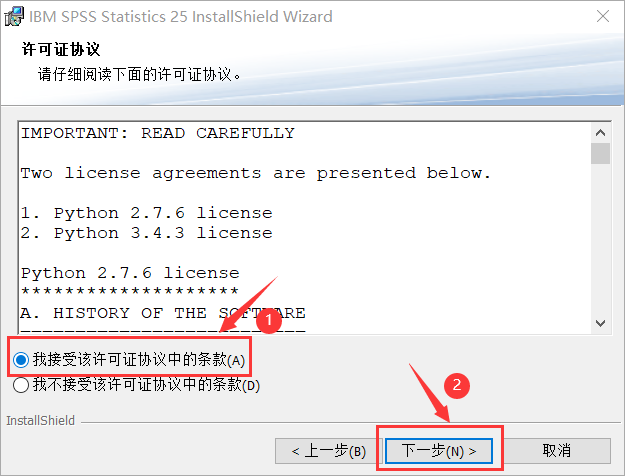 IBM SPSS Statistics 25 InstallShield Wizard
许可证协议
请仔细阅读下面的许可证协议。
IMPORTANT: READ CAREFULLY
Two license agreements are presented below.
1. Python 2.7.6 license
2. Python 3.4.3 license
Python 2.7.6 license
********************
A. HISTORY OF THE SOFTWARE
==========================
1
我接受该许可证协议中的条款(A)
我不接受该许可证协议中的条款(D)
2
InstallShield
< 上一步(B)
下一步(N) >
取消